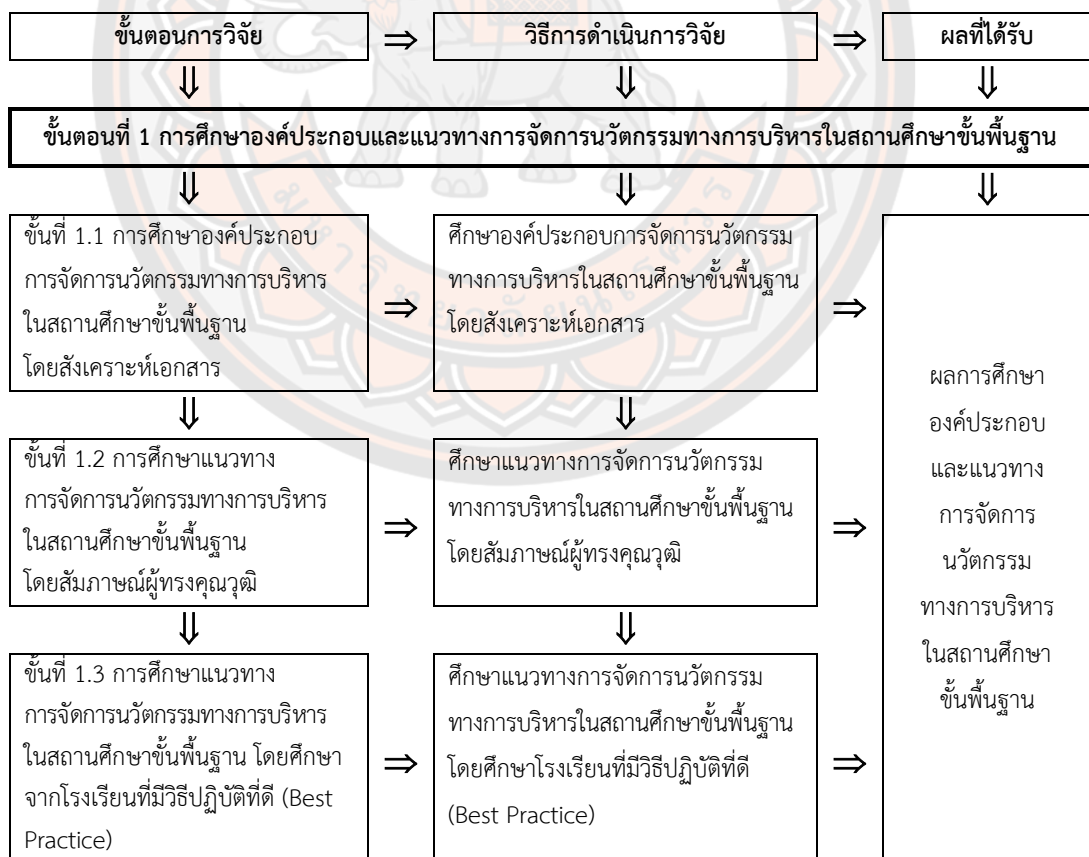 ขั้นตอนการวิจัย ⇒ วิธีการดำเนินการวิจัย ⇒ ผลที่ได้รับ
ขั้นตอนที่ 1 การศึกษาองค์ประกอบและแนวทางการจัดการนวัตกรรมทางการบริหารในสถานศึกษาขั้นพื้นฐาน
ขั้นที่ 1.1 การศึกษาองค์ประกอบ
การจัดการนวัตกรรมทางการบริหาร
ในสถานศึกษาขั้นพื้นฐาน
โดยสังเคราะห์เอกสาร
ศึกษาองค์ประกอบการจัดการนวัตกรรม
ทางการบริหารในสถานศึกษาขั้นพื้นฐาน
โดยสังเคราะห์เอกสาร
ขั้นที่ 1.2 การศึกษาแนวทาง
การจัดการนวัตกรรมทางการบริหาร
ในสถานศึกษาขั้นพื้นฐาน
โดยสัมภาษณ์ผู้ทรงคุณวุฒิ
ศึกษาแนวทางการจัดการนวัตกรรม
ทางการบริหารในสถานศึกษาขั้นพื้นฐาน
โดยสัมภาษณ์ผู้ทรงคุณวุฒิ
ขั้นที่ 1.3 การศึกษาแนวทาง
การจัดการนวัตกรรมทางการบริหาร
ในสถานศึกษาขั้นพื้นฐาน โดยศึกษา
จากโรงเรียนที่มีวิธีปฏิบัติที่ดี (Best
Practice)
ศึกษาแนวทางการจัดการนวัตกรรม
ทางการบริหารในสถานศึกษาขั้นพื้นฐาน
โดยศึกษาโรงเรียนที่มีวิธีปฏิบัติที่ดี
(Best Practice)
ผลการศึกษา
องค์ประกอบ
และแนวทาง
การจัดการ
นวัตกรรม
ทางการบริหาร
ในสถานศึกษา
ขั้นพื้นฐาน
มหาวิทยาลัยนเรศวร